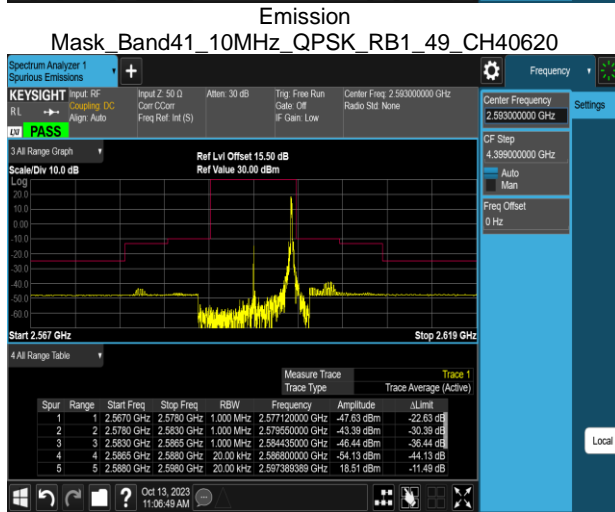 Emission
Mask_Band41_10MHz_QPSK_RB1_49_CH40620
Spectrum Analyzer 1
Spurious Emissions
Frequency
KEYSIGHT
Input: RF
Coupling: DC
Align: Auto
Input Z: 50 Ω
Corr CCorr
Freq Ref: Int (S)
Atten: 30 dB
Trig: Free Run
Gate: Off
IF Gain: Low
Center Freq: 2.593000000 GHz
Radio Std: None
R L
LXI
PASS
Center Frequency
2.593000000 GHz
Settings
CF Step
4.399000000 GHz
Auto
Man
Freq Offset
0 Hz
3 All Range Graph
Ref Lvl Offset 15.50 dB
Scale/Div 10.0 dB
Ref Value 30.00 dBm
Log
20.0
10.0
0.00
-10.0
-20.0
-30.0
-40.0
-50.0
-60.0
Start 2.567 GHz
Stop 2.619 GHz
4 All Range Table
Measure Trace Trace 1
Trace Type Trace Average (Active)
Spur Range Start Freq Stop Freq RBW Frequency Amplitude ΔLimit
1 1 2.5670 GHz 2.5780 GHz 1.000 MHz 2.577120000 GHz -47.63 dBm -22.63 dB
2 2 2.5780 GHz 2.5830 GHz 1.000 MHz 2.579550000 GHz -43.39 dBm -30.39 dB
3 3 2.5830 GHz 2.5865 GHz 1.000 MHz 2.584435000 GHz -46.44 dBm -36.44 dB
4 4 2.5865 GHz 2.5880 GHz 20.00 kHz 2.586800000 GHz -54.13 dBm -44.13 dB
5 5 2.5880 GHz 2.5980 GHz 20.00 kHz 2.597389389 GHz 18.51 dBm -11.49 dB
Local
Oct 13, 2023
11:06:49 AM